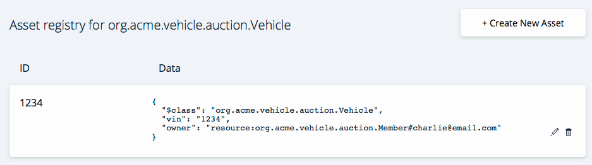 Asset registry for org.acme.vehicle.auction.Vehicle
+ Create New Asset
ID Data
1234
{
"$class": "org.acme.vehicle.auction.Vehicle",
"vin": "1234",
"owner": "resource:org.acme.vehicle.auction.Member#charlie@email.com"
}